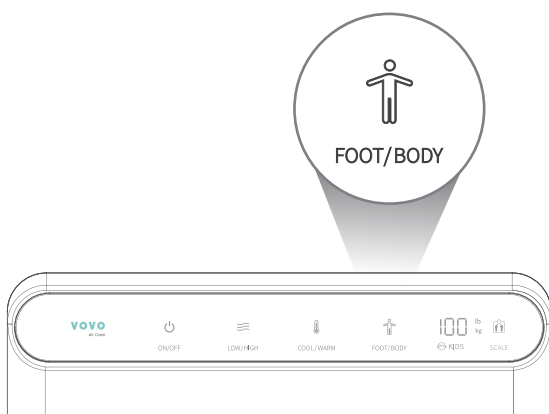 FOOT/BODY
VOVO
Air Care
ON/OFF
LOW/HIGH
COOL/WARM
FOOT/BODY
100 lb kg
KIDS
SCALE